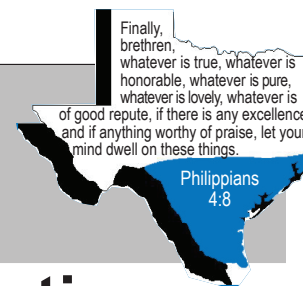 Finally,
brethren,
whatever is true, whatever is
honorable, whatever is pure,
whatever is lovely, whatever is
of good repute, if there is any excellence
and if anything worthy of praise, let your
mind dwell on these things.
Philippians
4:8